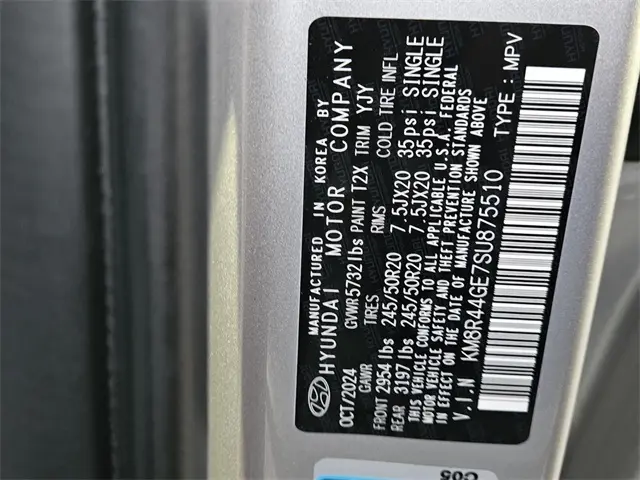 MANUFACTURED IN KOREA BY
HYUNDAI MOTOR COMPANY
OCT/2024 GVWR 5732 lbs PAINT T2X TRIM YJY
GAWR TIRES RIMS COLD TIRE INFL
FRONT 2954 lbs 245/50R20 7.5JX20 35psi SINGLE
REAR 3197 lbs 245/50R20 7.5JX20 35psi SINGLE
THIS VEHICLE CONFORMS TO ALL APPLICABLE U.S.A. FEDERAL
MOTOR VEHICLE SAFETY AND THEFT PREVENTION STANDARDS
IN EFFECT ON THE DATE OF MANUFACTURE SHOWN ABOVE
V.I.N KM8R44GE7SU875510 TYPE : MPV
C05